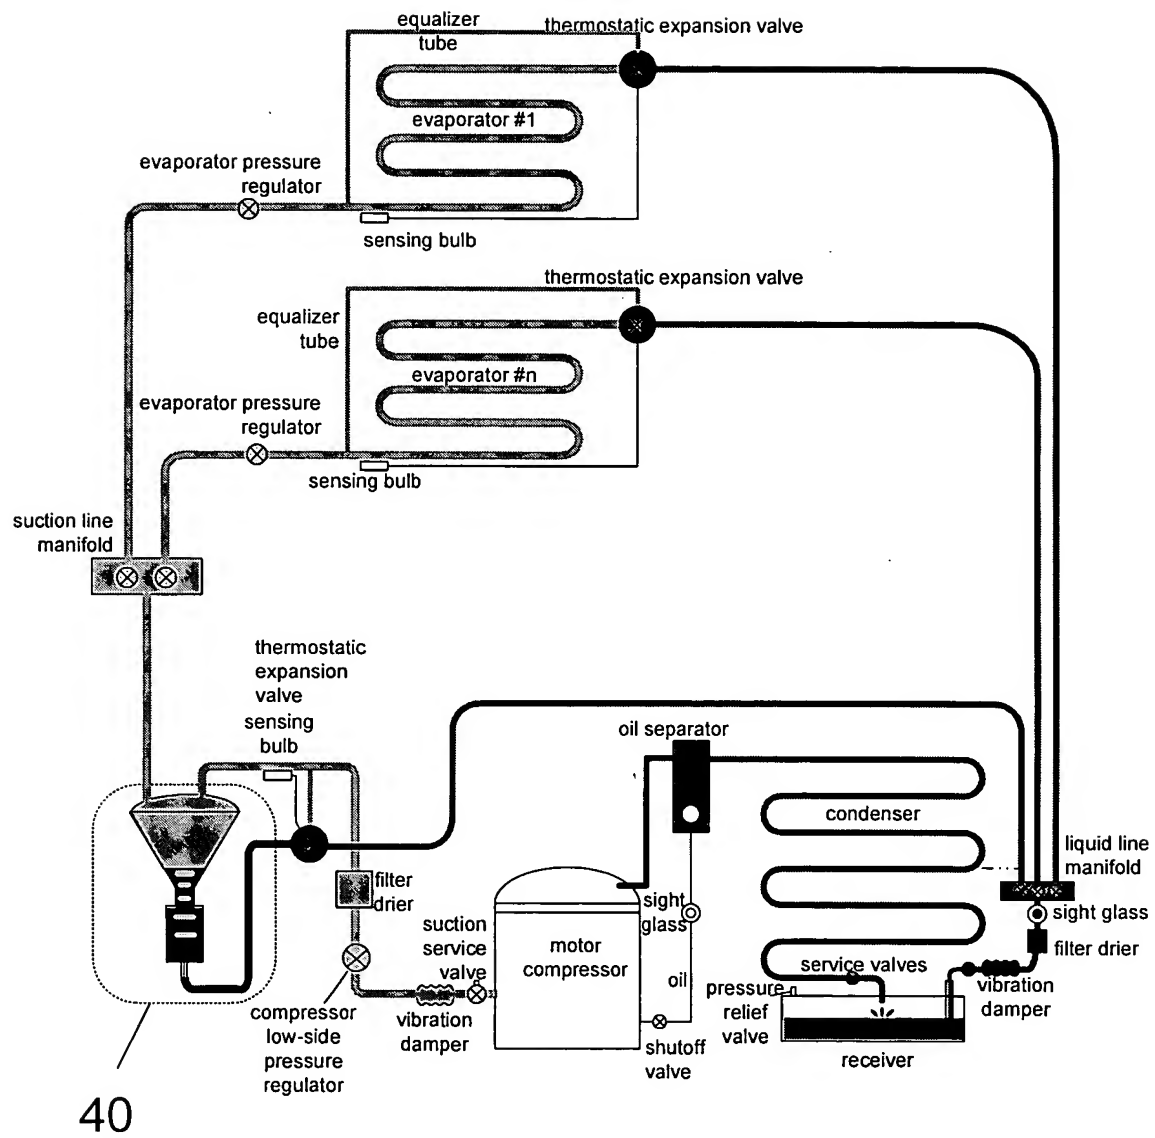 equalizer
tube
thermostatic expansion valve
evaporator #1
evaporator pressure
regulator
sensing bulb
thermostatic expansion valve
equalizer
tube
evaporator #n
evaporator pressure
regulator
sensing bulb
suction line
manifold
thermostatic
expansion
valve
sensing
bulb
oil separator
condenser
liquid line
manifold
filter
drier
sight
glass
sight glass
suction
service
valve
motor
compressor
filter drier
service valves
oil
pressure
relief
valve
vibration
damper
compressor
low-side
pressure
regulator
vibration
damper
shutoff
valve
receiver
40